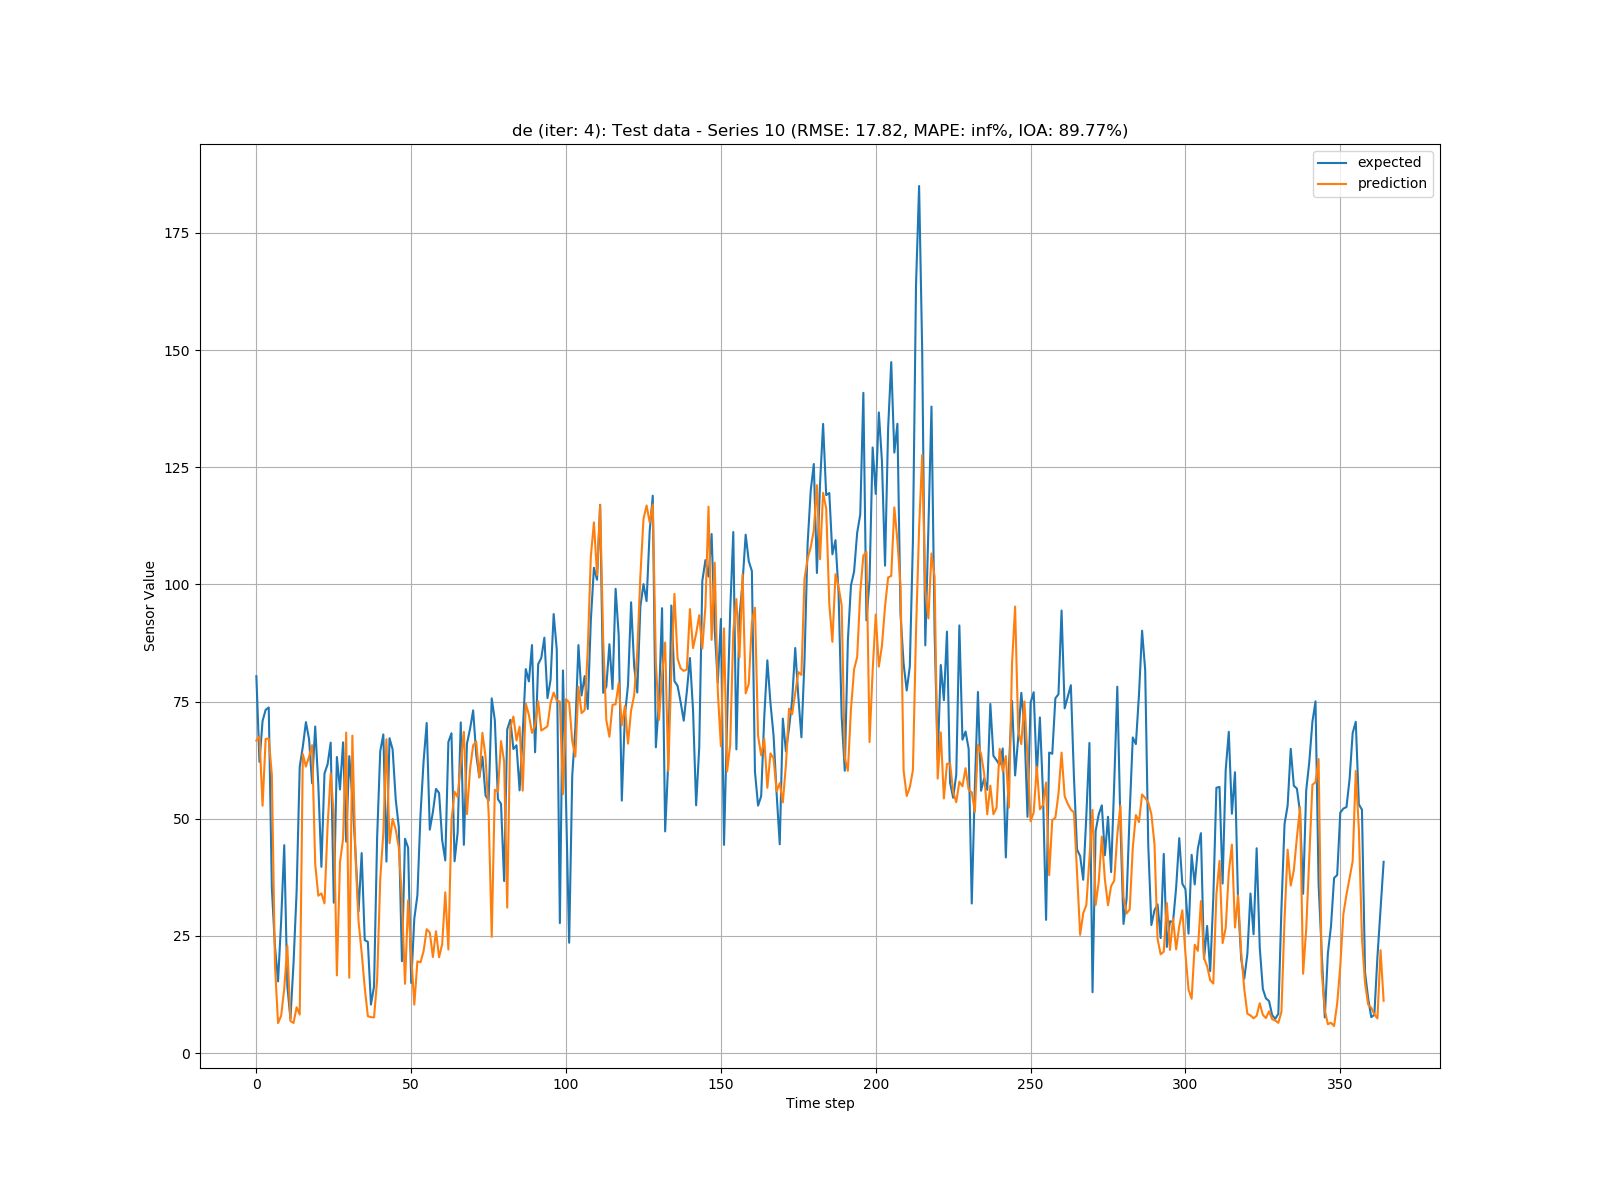 de (iter: 4): Test data - Series 10 (RMSE: 17.82, MAPE: inf%, IOA: 89.77%)
expected
prediction
175
150
125
100
75
50
25
0
Sensor Value
0 50 100 150 200 250 300 350
Time step